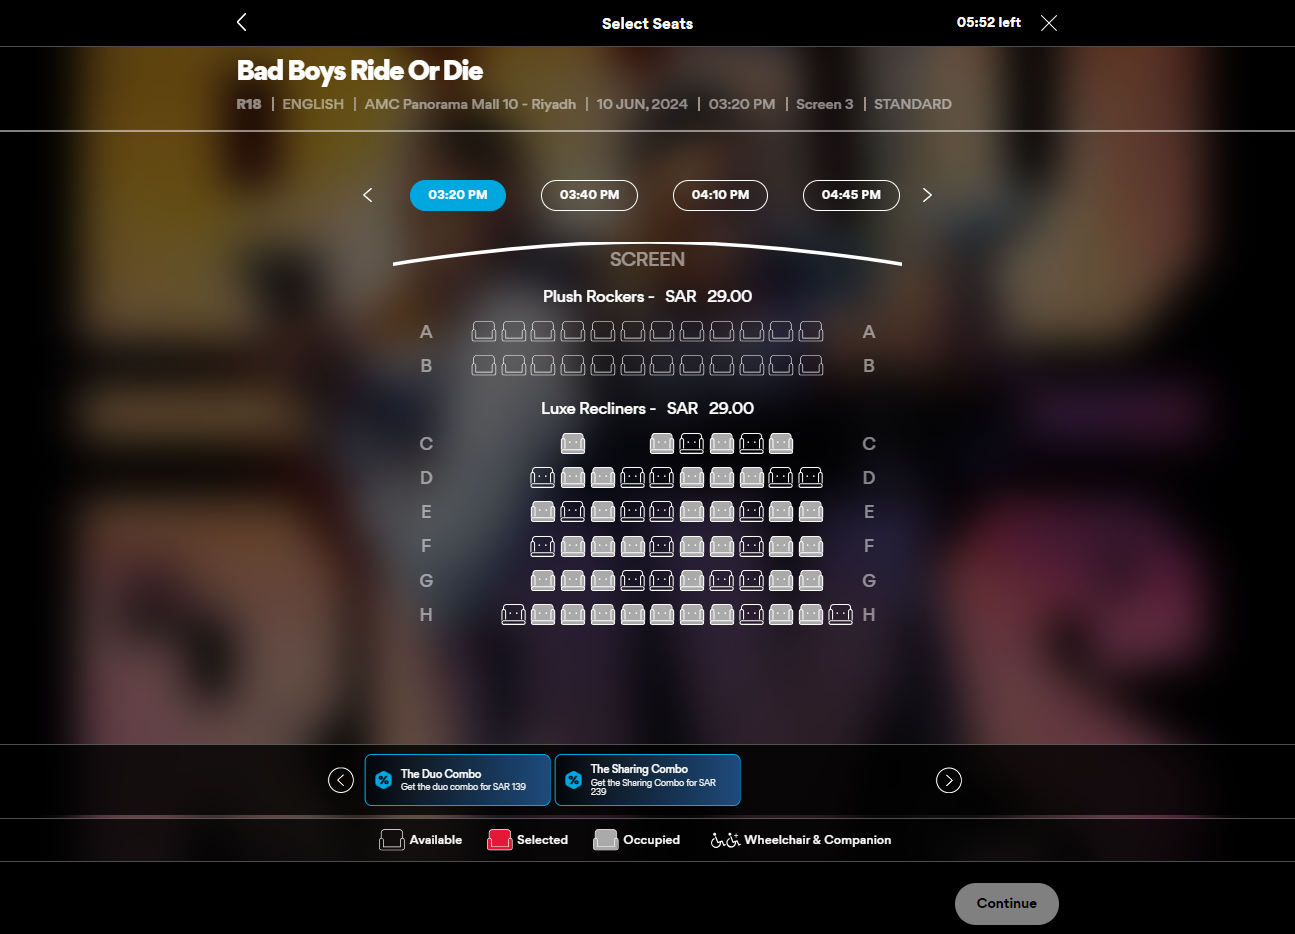 Select Seats
05:52 left
Bad Boys Ride Or Die
R18 | ENGLISH | AMC Panorama Mall 10 - Riyadh | 10 JUN, 2024 | 03:20 PM | Screen 3 | STANDARD
03:20 PM 03:40 PM 04:10 PM 04:45 PM
SCREEN
Plush Rockers - SAR 29.00
A A
B B
Luxe Recliners - SAR 29.00
C C
D D
E E
F F
G G
H H
The Duo Combo
Get the duo combo for SAR 139
The Sharing Combo
Get the Sharing Combo for SAR
239
Available Selected Occupied Wheelchair & Companion
Continue